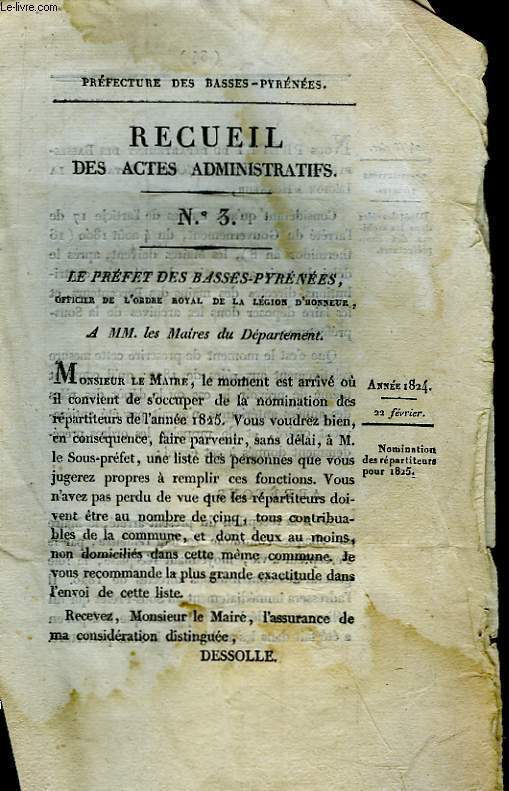 Le-livre.com
PRÉFECTURE DES BASSES-PYRÉNÉES.
RECUEIL
DES ACTES ADMINISTRATIFS.
N.° 3.
LE PRÉFET DES BASSES-PYRÉNÉES,
OFFICIER DE L'ORDRE ROYAL DE LA LÉGION D'HONNEUR,
A MM. les Maires du Département.
MONSIEUR LE MAIRE, le moment est arrivé où
il convient de s'occuper de la nomination des
répartiteurs de l'année 1825. Vous voudrez bien,
en conséquence, faire parvenir, sans délai, à M.
le Sous-préfet, une liste des personnes que vous
jugerez propres à remplir ces fonctions. Vous
n'avez pas perdu de vue que les répartiteurs doi-
vent être au nombre de cinq, tous contribua-
bles de la commune, et dont deux au moins,
non domiciliés dans cette même commune. Je
vous recommande la plus grande exactitude dans
l'envoi de cette liste.
Recevez, Monsieur le Maire, l'assurance de
ma considération distinguée,
DESSOLLE.
ANNÉE 1824.
22 février.
Nomination
des répartiteurs
pour 1825.